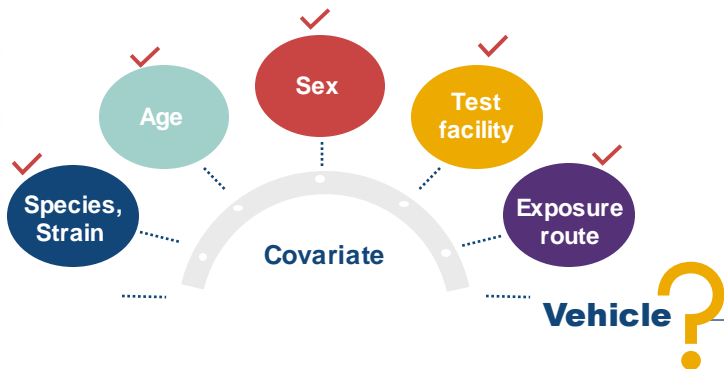 Sex
Age
Test
facility
Species,
Strain
Exposure
route
Covariate
Vehicle?